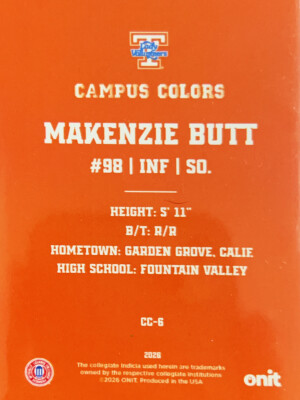 Lady Volunteers
CAMPUS COLORS
MAKENZIE BUTT
#98 | INF | SO.
HEIGHT: 5' 11"
B/T: R/R
HOMETOWN: GARDEN GROVE, CALIF.
HIGH SCHOOL: FOUNTAIN VALLEY
CC-6
2026
The collegiate indicia used herein are trademarks
owned by the respective collegiate institutions
©2026 ONIT. Produced in the USA
onit